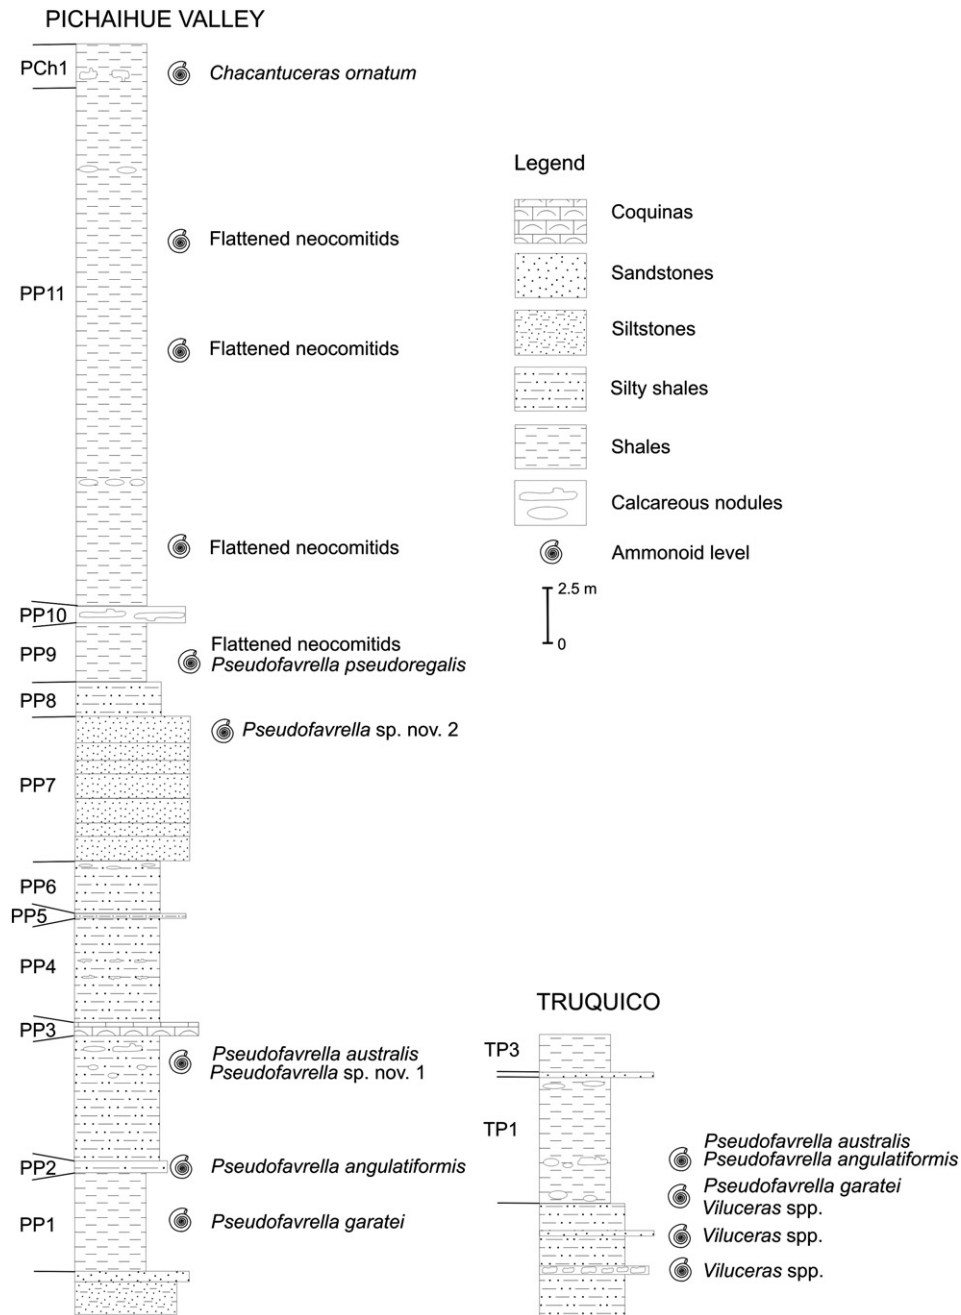 PICHAIHUE VALLEY
PCh1
Chacantuceras ornatum
PP11
Flattened neocomitids
Flattened neocomitids
Flattened neocomitids
PP10
PP9
Flattened neocomitids
Pseudofavrella pseudoregalis
PP8
Pseudofavrella sp. nov. 2
PP7
PP6
PP5
PP4
PP3
Pseudofavrella australis
Pseudofavrella sp. nov. 1
PP2
Pseudofavrella angulatiformis
PP1
Pseudofavrella garatei
Legend
Coquinas
Sandstones
Siltstones
Silty shales
Shales
Calcareous nodules
Ammonoid level
2.5 m
0
TRUQUICO
TP3
TP1
Pseudofavrella australis
Pseudofavrella angulatiformis
Pseudofavrella garatei
Viluceras spp.
Viluceras spp.
Viluceras spp.